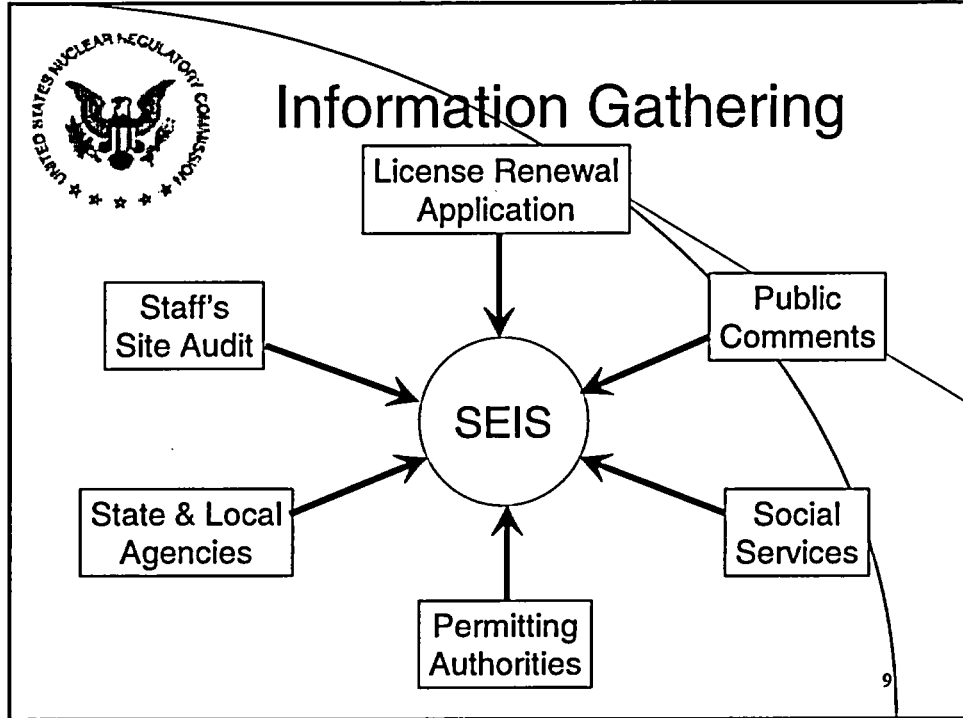 UNITED STATES NUCLEAR REGULATORY COMMISSION
Information Gathering
License Renewal
Application
Staff's
Site Audit
Public
Comments
SEIS
State & Local
Agencies
Social
Services
Permitting
Authorities
9